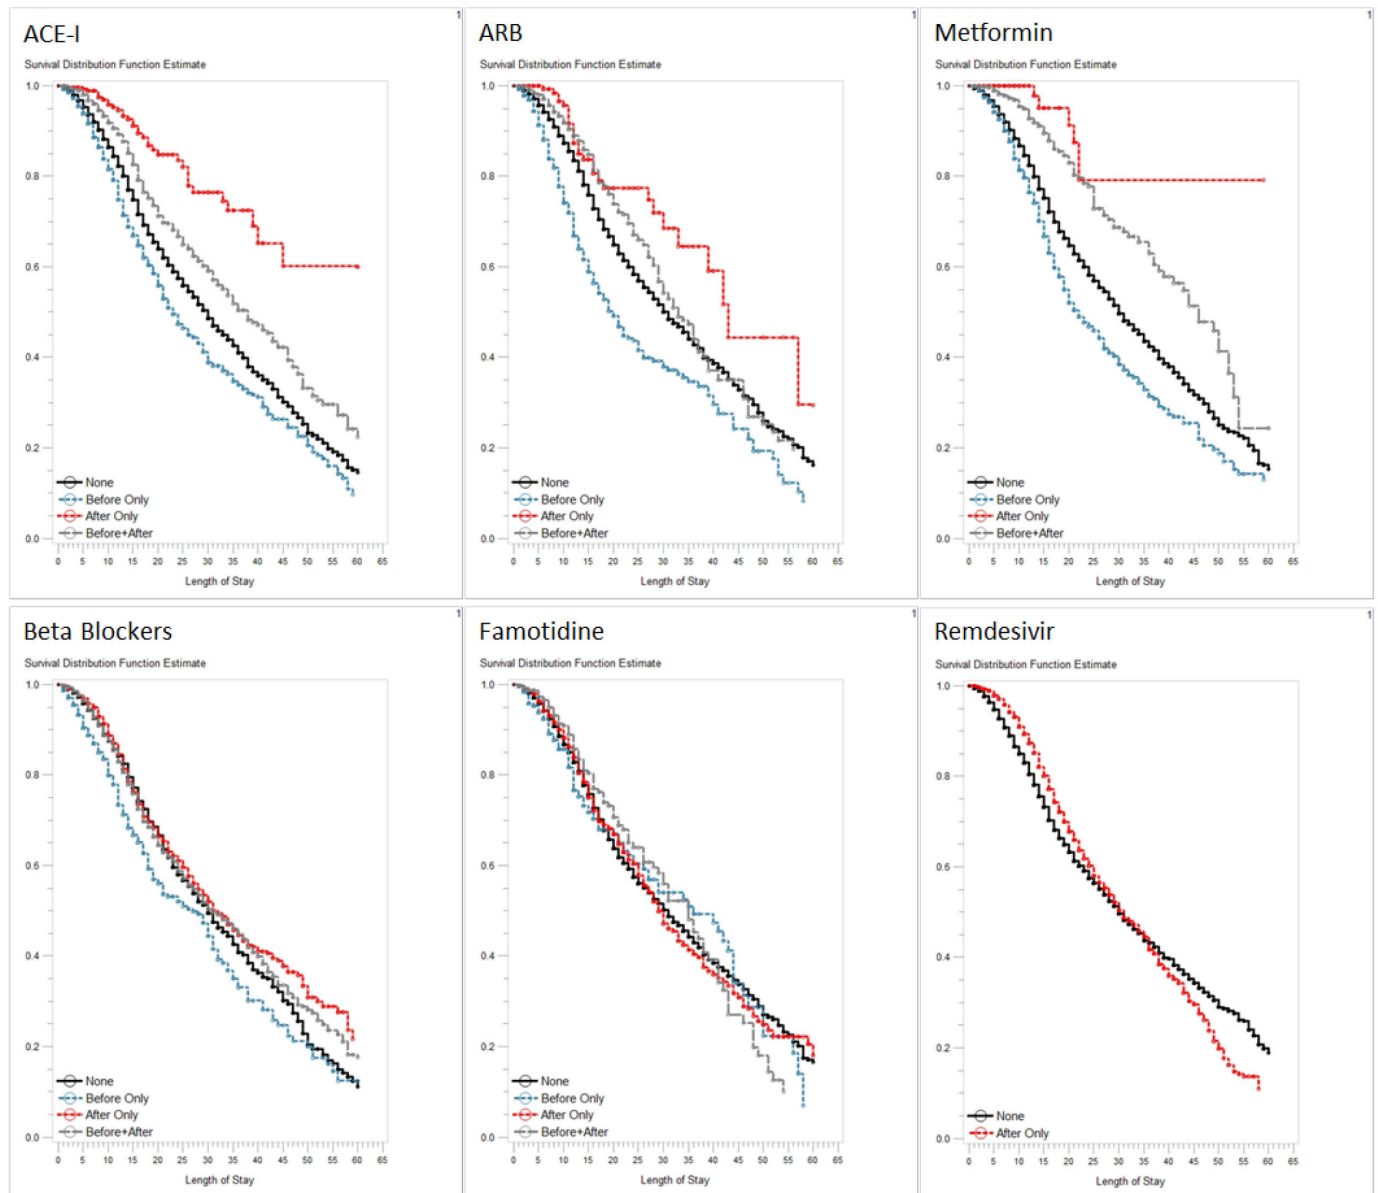 ACE-I
1
Survival Distribution Function Estimate
1.0
0.8
0.6
0.4
0.2
0.0
None
Before Only
After Only
Before+After
0 5 10 15 20 25 30 35 40 45 50 55 60 65
Length of Stay
ARB
1
Survival Distribution Function Estimate
1.0
0.8
0.6
0.4
0.2
0.0
None
Before Only
After Only
Before+After
0 5 10 15 20 25 30 35 40 45 50 55 60 65
Length of Stay
Metformin
1
Survival Distribution Function Estimate
1.0
0.8
0.6
0.4
0.2
0.0
None
Before Only
After Only
Before+After
0 5 10 15 20 25 30 35 40 45 50 55 60 65
Length of Stay
Beta Blockers
1
Survival Distribution Function Estimate
1.0
0.8
0.6
0.4
0.2
0.0
None
Before Only
After Only
Before+After
0 5 10 15 20 25 30 35 40 45 50 55 60 65
Length of Stay
Famotidine
1
Survival Distribution Function Estimate
1.0
0.8
0.6
0.4
0.2
0.0
None
Before Only
After Only
Before+After
0 5 10 15 20 25 30 35 40 45 50 55 60 65
Length of Stay
Remdesivir
1
Survival Distribution Function Estimate
1.0
0.8
0.6
0.4
0.2
0.0
None
After Only
0 5 10 15 20 25 30 35 40 45 50 55 60 65
Length of Stay